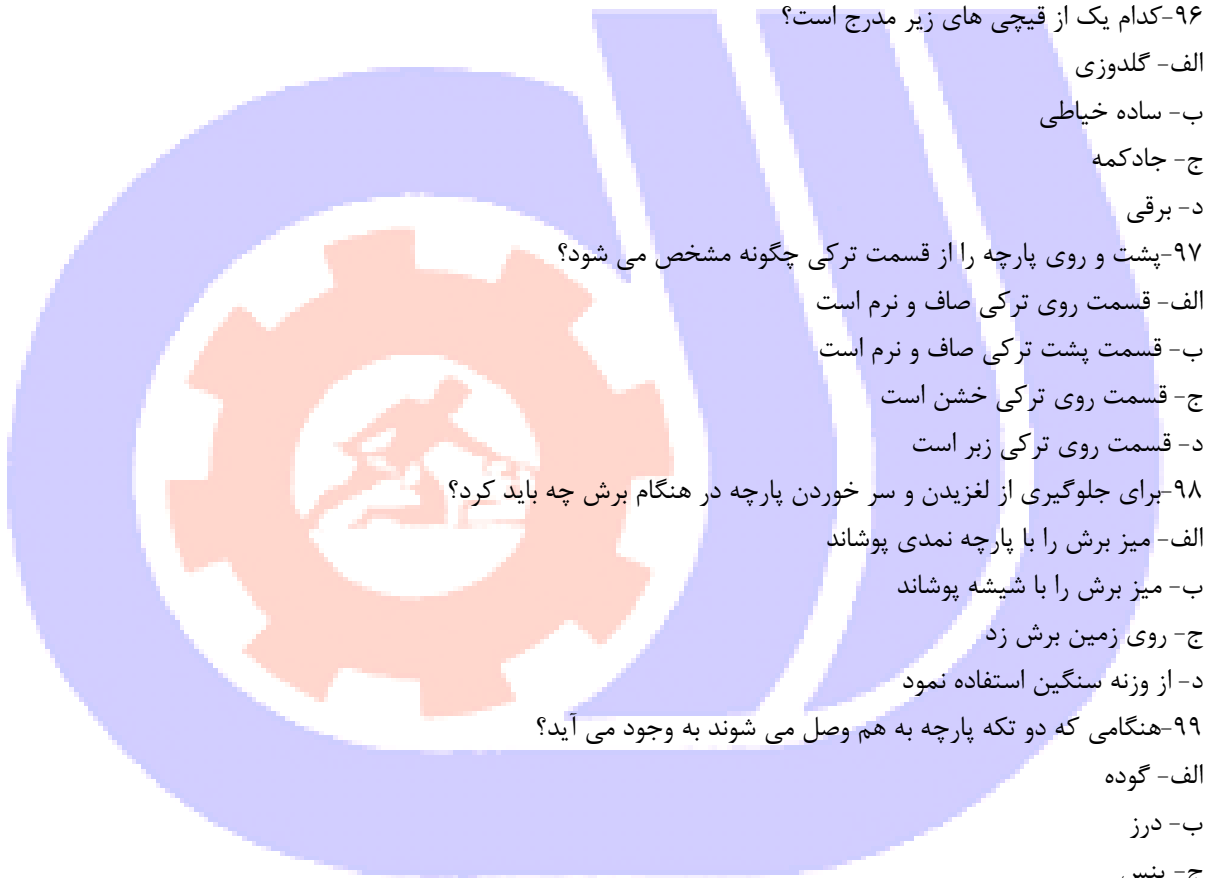 ۹۶-کدام یک از قیچی های زیر مدرج است؟
الف- گلدوزی
ب- ساده خیاطی
ج- جادکمه
د- برقی
۹۷-پشت و روی پارچه را از قسمت ترکی چگونه مشخص می شود؟
الف- قسمت روی ترکی صاف و نرم است
ب- قسمت پشت ترکی صاف و نرم است
ج- قسمت روی ترکی خشن است
د- قسمت روی ترکی زبر است
۹۸-برای جلوگیری از لغزیدن و سر خوردن پارچه در هنگام برش چه باید کرد؟
الف- میز برش را با پارچه نمدی پوشاند
ب- میز برش را با شیشه پوشاند
ج- روی زمین برش زد
د- از وزنه سنگین استفاده نمود
۹۹-هنگامی که دو تکه پارچه به هم وصل می شوند به وجود می آید؟
الف- گوده
ب- درز
ج- پنس